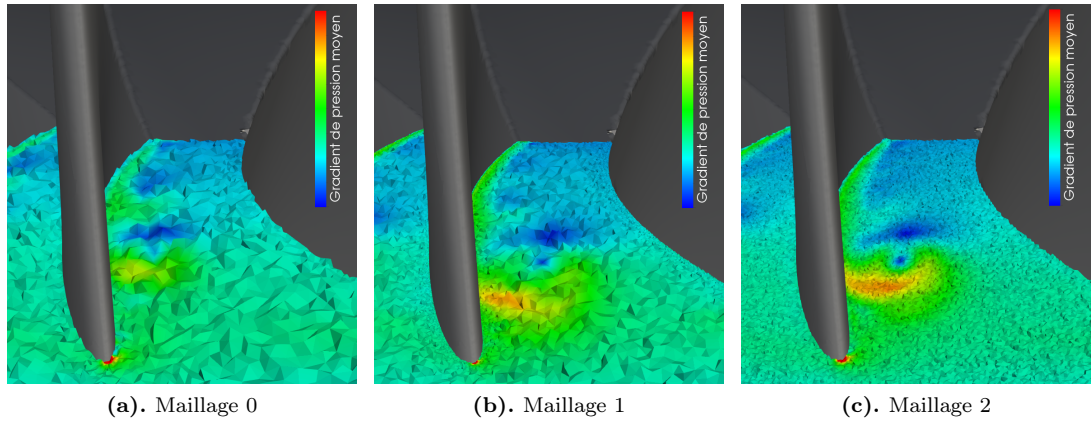 Gradient de pression moyen
Gradient de pression moyen
Gradient de pression moyen
(a). Maillage 0
(b). Maillage 1
(c). Maillage 2